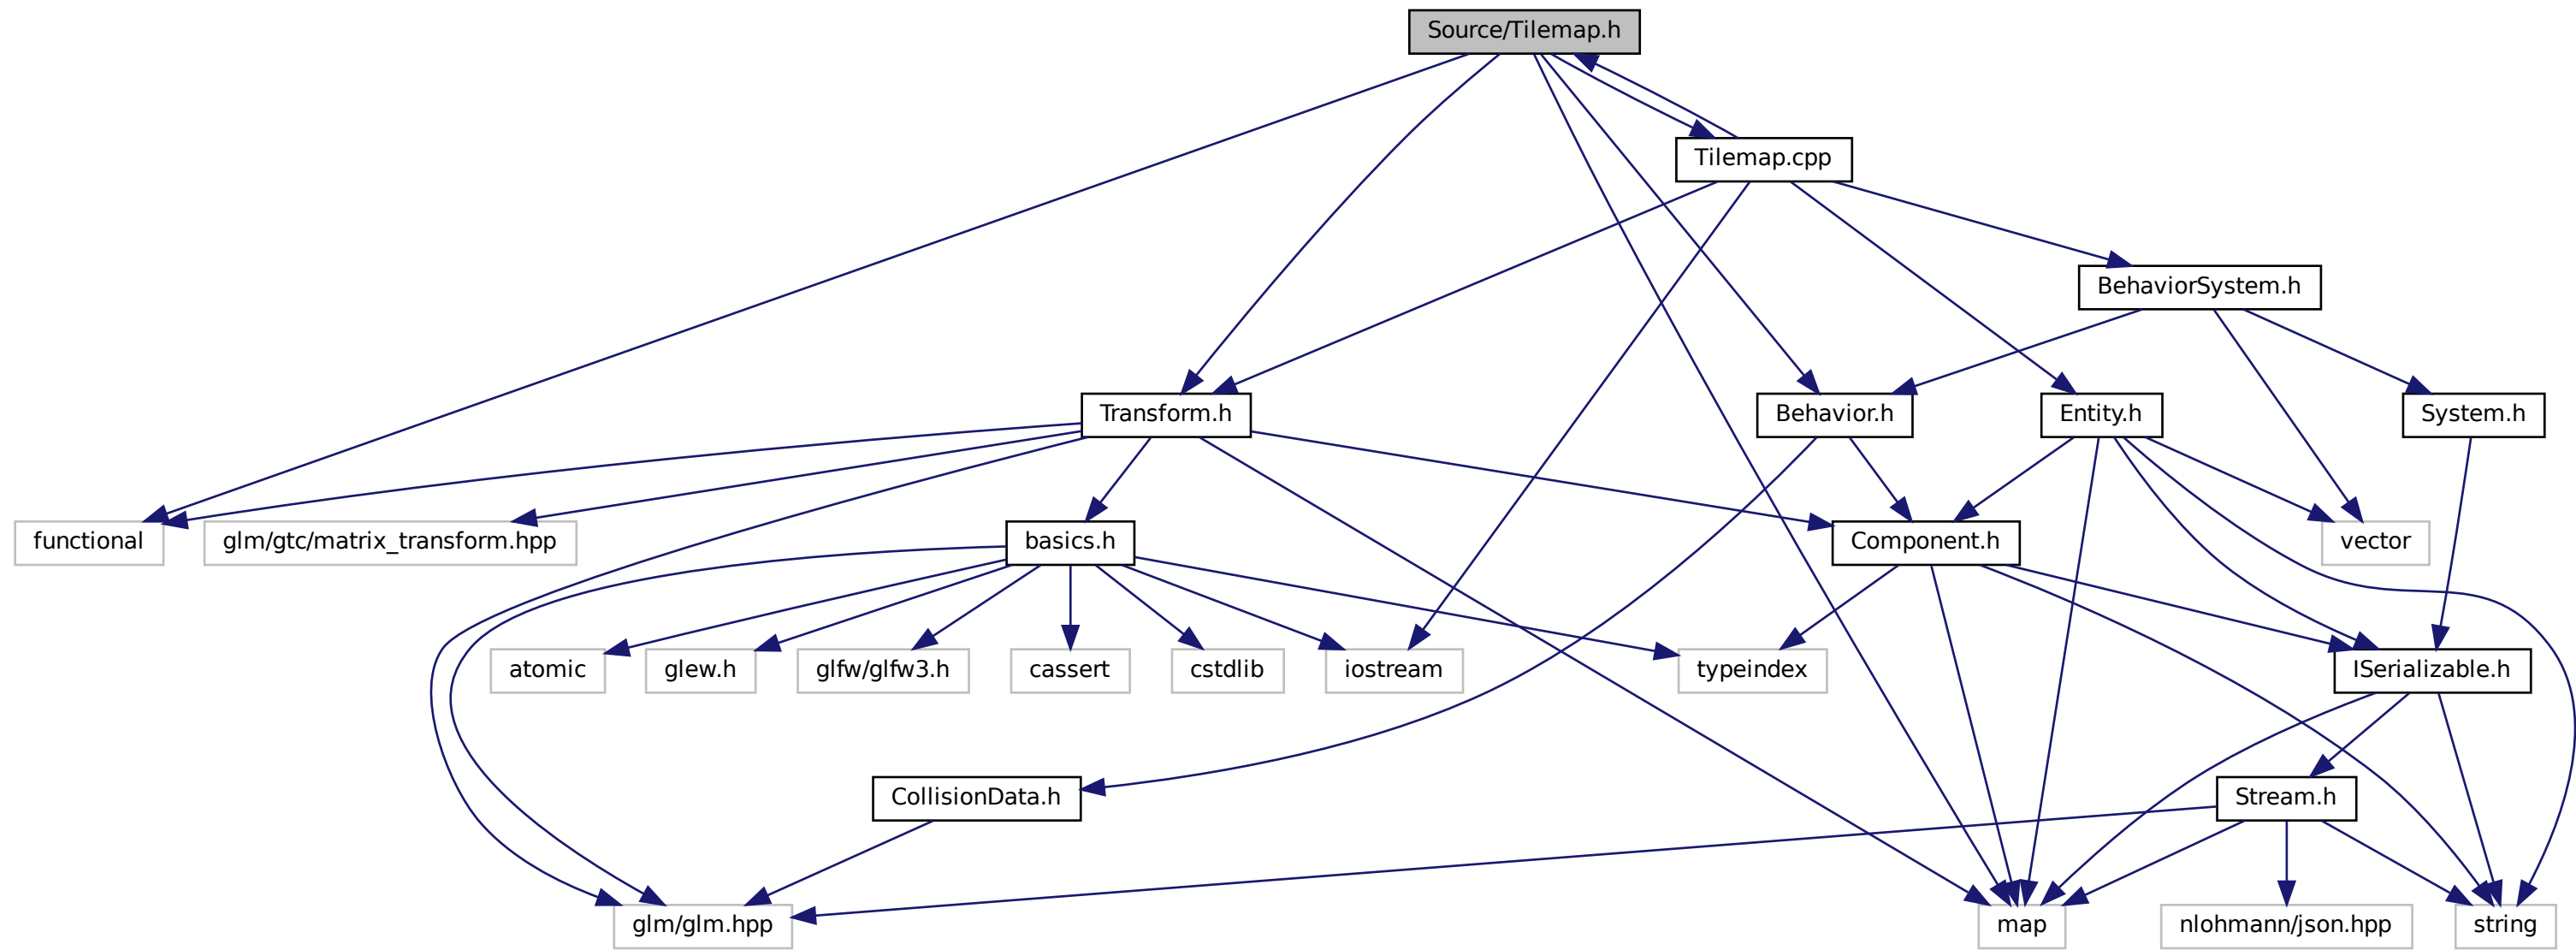 Source/Tilemap.h
Tilemap.cpp
BehaviorSystem.h
Transform.h
Behavior.h
Entity.h
System.h
functional
glm/gtc/matrix_transform.hpp
basics.h
Component.h
vector
atomic
glew.h
glfw/glfw3.h
cassert
cstdlib
iostream
typeindex
ISerializable.h
CollisionData.h
Stream.h
glm/glm.hpp
map
nlohmann/json.hpp
string